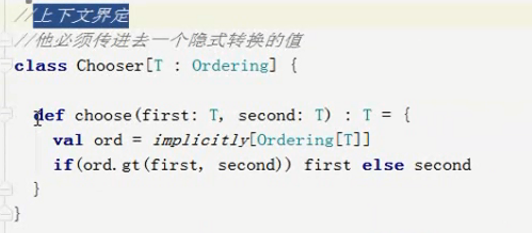 //上下文界定
//他必须传进去一个隐式转换的值
class Chooser[T : Ordering] {
def choose(first: T, second: T) : T = {
val ord = implicitly[Ordering[T]]
if(ord.gt(first, second)) first else second
}
}